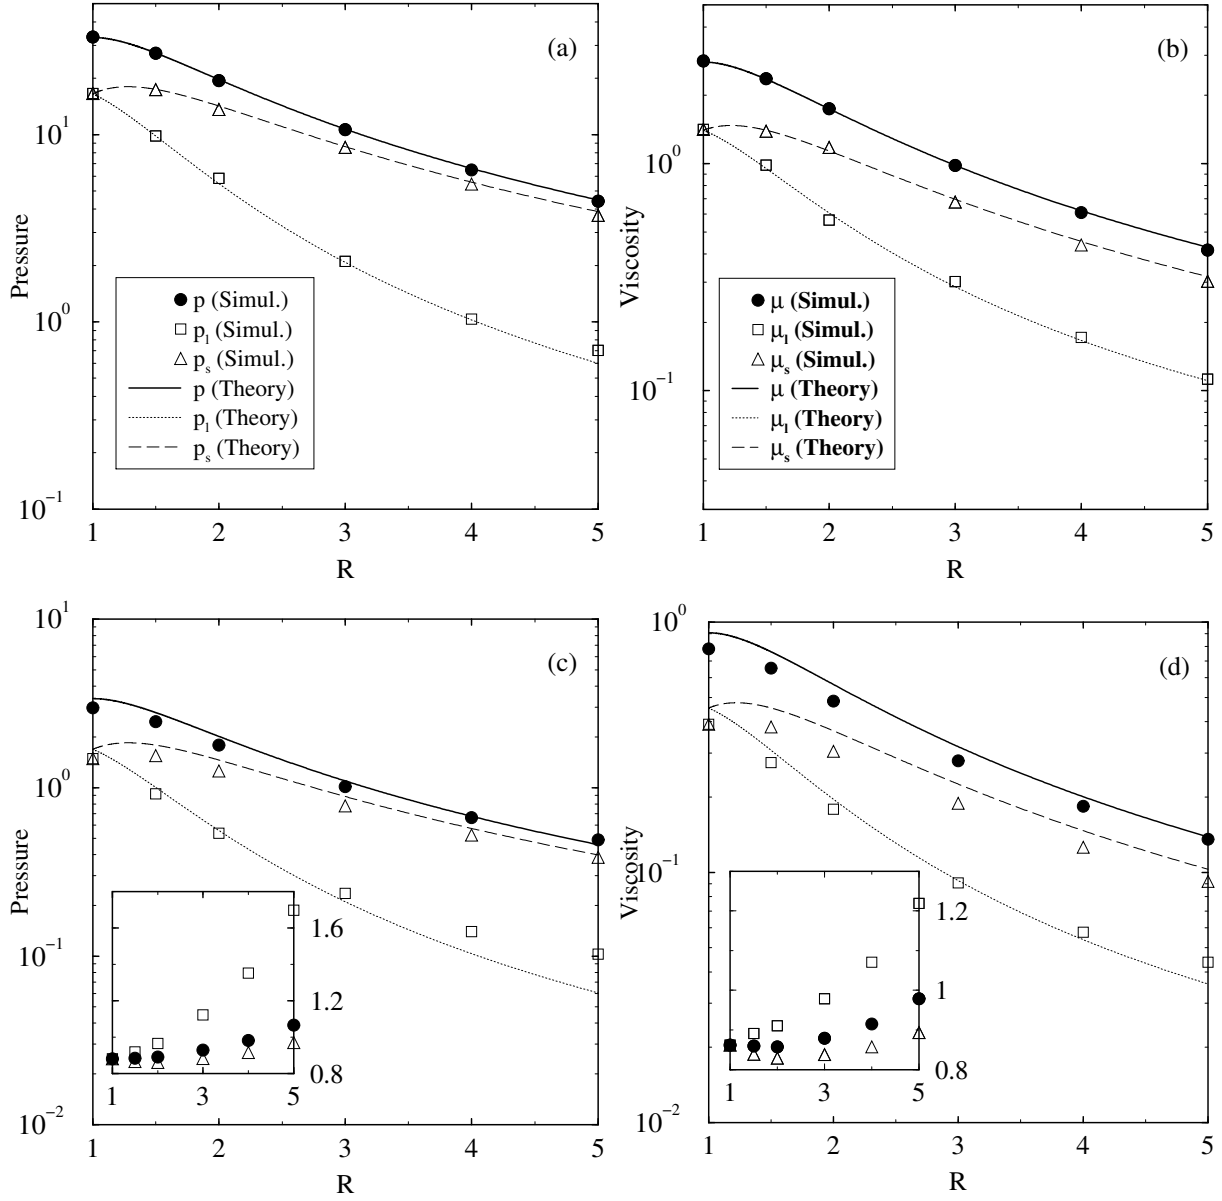 (a)
10^1
10^0
10^-1
Pressure
p (Simul.)
p_l (Simul.)
p_s (Simul.)
p (Theory)
p_l (Theory)
p_s (Theory)
1 2 3 4 5
R
(b)
10^0
10^-1
Viscosity
μ (Simul.)
μ_l (Simul.)
μ_s (Simul.)
μ (Theory)
μ_l (Theory)
μ_s (Theory)
1 2 3 4 5
R
(c)
10^1
10^0
10^-1
10^-2
Pressure
1.6
1.2
0.8
1 3 5
1 2 3 4 5
R
(d)
10^0
10^-1
10^-2
Viscosity
1.2
1
0.8
1 3 5
1 2 3 4 5
R